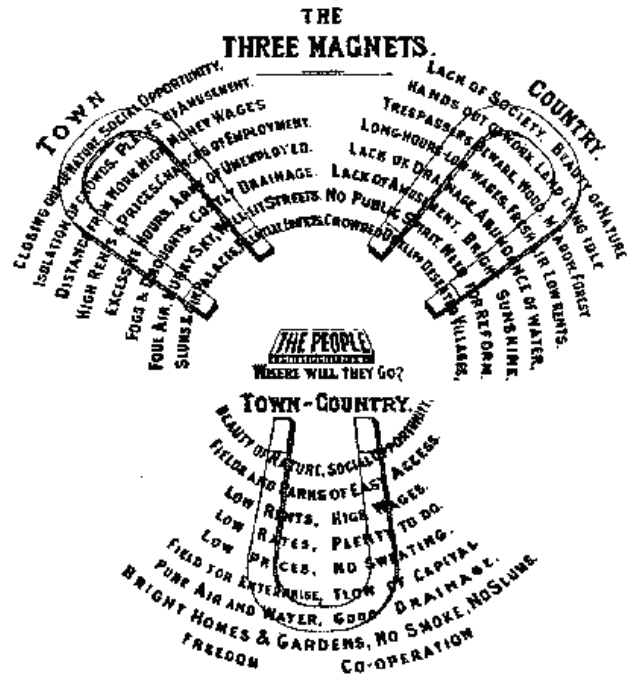 THE
THREE MAGNETS.
TOWN
CLOSING OUT OF NATURE. SOCIAL OPPORTUNITY.
ISOLATION OF CROWDS. PLACES OF AMUSEMENT.
DISTANCE FROM WORK. HIGH MONEY WAGES
HIGH RENTS & PRICES. CHANCES OF EMPLOYMENT.
EXCESSIVE HOURS. ARMY OF UNEMPLOYED.
FOGS & DROUGHTS. COSTLY DRAINAGE.
FOUL AIR. MURKY SKY. WELL-LIT STREETS.
SLUMS & GIN PALACES.
COUNTRY.
LACK OF SOCIETY. BEAUTY OF NATURE
HANDS OUT OF WORK. LAND LYING IDLE
TRESPASSERS BEWARE. WOOD, MEADOW, FOREST
LONG HOURS-LOW WAGES. FRESH AIR LOW RENTS.
LACK OF DRAINAGE. ABUNDANCE OF WATER,
LACK OF AMUSEMENT. BRIGHT SUNSHINE,
NO PUBLIC SPIRIT. NEED FOR REFORM.
CROWDED DWELLINGS. DESERTED VILLAGES,
THE PEOPLE
WHERE WILL THEY GO?
TOWN-COUNTRY.
BEAUTY OF NATURE, SOCIAL OPPORTUNITY.
FIELDS AND PARKS OF EASY ACCESS.
LOW RENTS, HIGH WAGES.
LOW RATES, PLENTY TO DO.
LOW PRICES, NO SWEATING.
FIELD FOR ENTERPRISE, FLOW OF CAPITAL
PURE AIR AND WATER, GOOD DRAINAGE.
BRIGHT HOMES & GARDENS, NO SMOKE, NO SLUMS.
FREEDOM CO-OPERATION